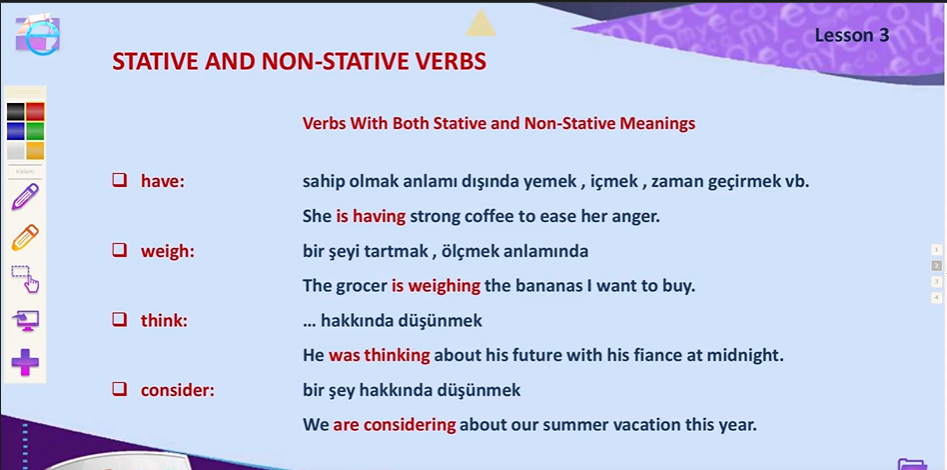 Lesson 3
STATIVE AND NON-STATIVE VERBS
Verbs With Both Stative and Non-Stative Meanings
have: sahip olmak anlamı dışında yemek , içmek , zaman geçirmek vb.
She is having strong coffee to ease her anger.
weigh: bir şeyi tartmak , ölçmek anlamında
The grocer is weighing the bananas I want to buy.
think: ... hakkında düşünmek
He was thinking about his future with his fiance at midnight.
consider: bir şey hakkında düşünmek
We are considering about our summer vacation this year.
Kalem
1
2
3
4